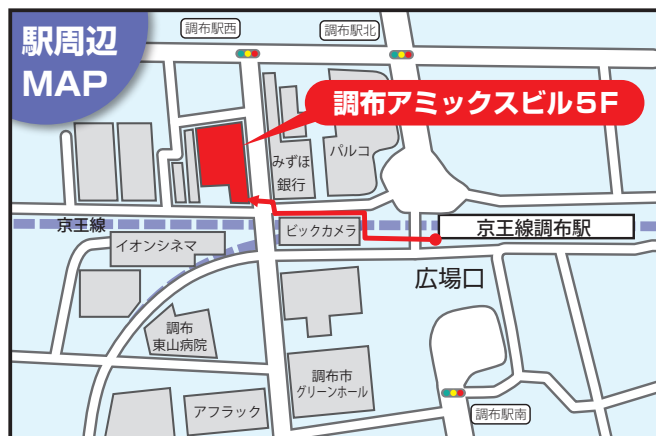 駅周辺
MAP
調布駅西
調布駅北
調布アミックスビル5F
みずほ
銀行
パルコ
京王線
イオンシネマ
ビックカメラ
京王線調布駅
広場口
調布
東山病院
調布市
グリーンホール
アフラック
調布駅南